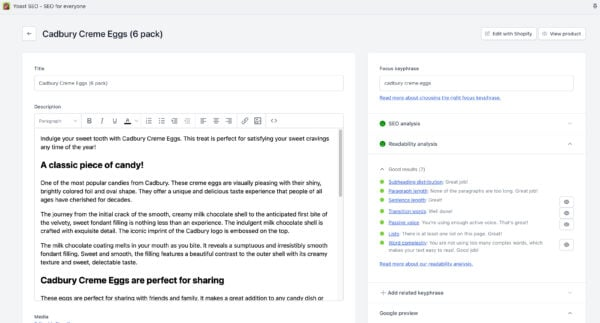 Yoast SEO - SEO for everyone
Cadbury Creme Eggs (6 pack)
Edit with Shopify
View product
Title
Cadbury Creme Eggs (6 pack)
Description
Paragraph
B I U A
Indulge your sweet tooth with Cadbury Creme Eggs. This treat is perfect for satisfying your sweet cravings
any time of the year!
A classic piece of candy!
One of the most popular candies from Cadbury. These creme eggs are visually pleasing with their shiny,
brightly colored foil and oval shape. They offer a unique and delicious taste experience that people of all
ages have cherished for decades.
The journey from the initial crack of the smooth, creamy milk chocolate shell to the anticipated first bite of
the velvety, sweet fondant filling is nothing less than an experience. The indulgent milk chocolate shell is
crafted with exquisite detail. The iconic imprint of the Cadbury logo is embossed on the top.
The milk chocolate coating melts in your mouth as you bite. It reveals a sumptuous and irresistibly smooth
fondant filling. Sweet and smooth, the filling features a beautiful contrast to the outer shell with its creamy
texture and sweet, delectable taste.
Cadbury Creme Eggs are perfect for sharing
These eggs are perfect for sharing with friends and family. It makes a great addition to any candy dish or
Media
Focus keyphrase
cadbury creme eggs
Read more about choosing the right focus keyphrase.
SEO analysis
Readability analysis
Good results (7)
Subheading distribution: Great job!
Paragraph length: None of the paragraphs are too long. Great job!
Sentence length: Great!
Transition words: Well done!
Passive voice: You're using enough active voice. That's great!
Lists: There is at least one list on this page. Great!
Word complexity: You are not using too many complex words, which
makes your text easy to read. Good job!
Read more about our readability analysis.
+ Add related keyphrase
Google preview